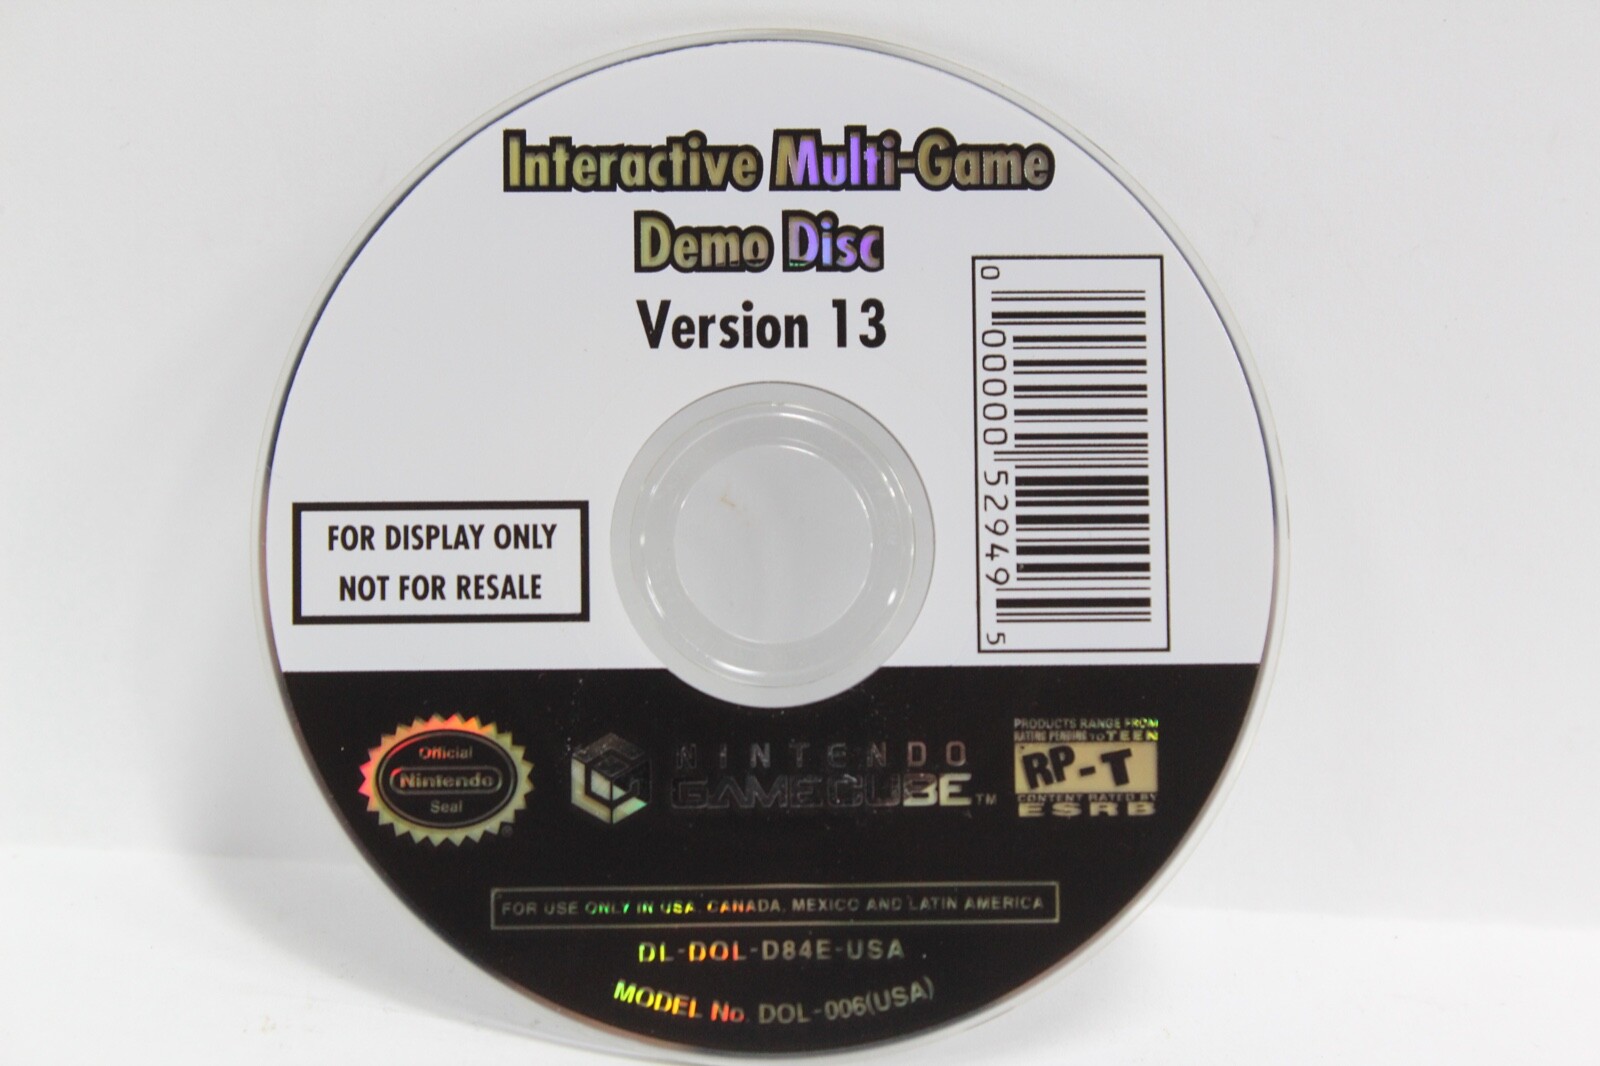 Interactive Multi-Game
Demo Disc
Version 13
0 00000 52949 5
FOR DISPLAY ONLY
NOT FOR RESALE
Official
Nintendo
Seal
®
NINTENDO
GAMECUBE™
PRODUCTS RANGE FROM
RATING PENDING TO TEEN
RP-T
CONTENT RATED BY
ESRB
FOR USE ONLY IN USA, CANADA, MEXICO AND LATIN AMERICA
DL-DOL-D84E-USA
MODEL No. DOL-006(USA)